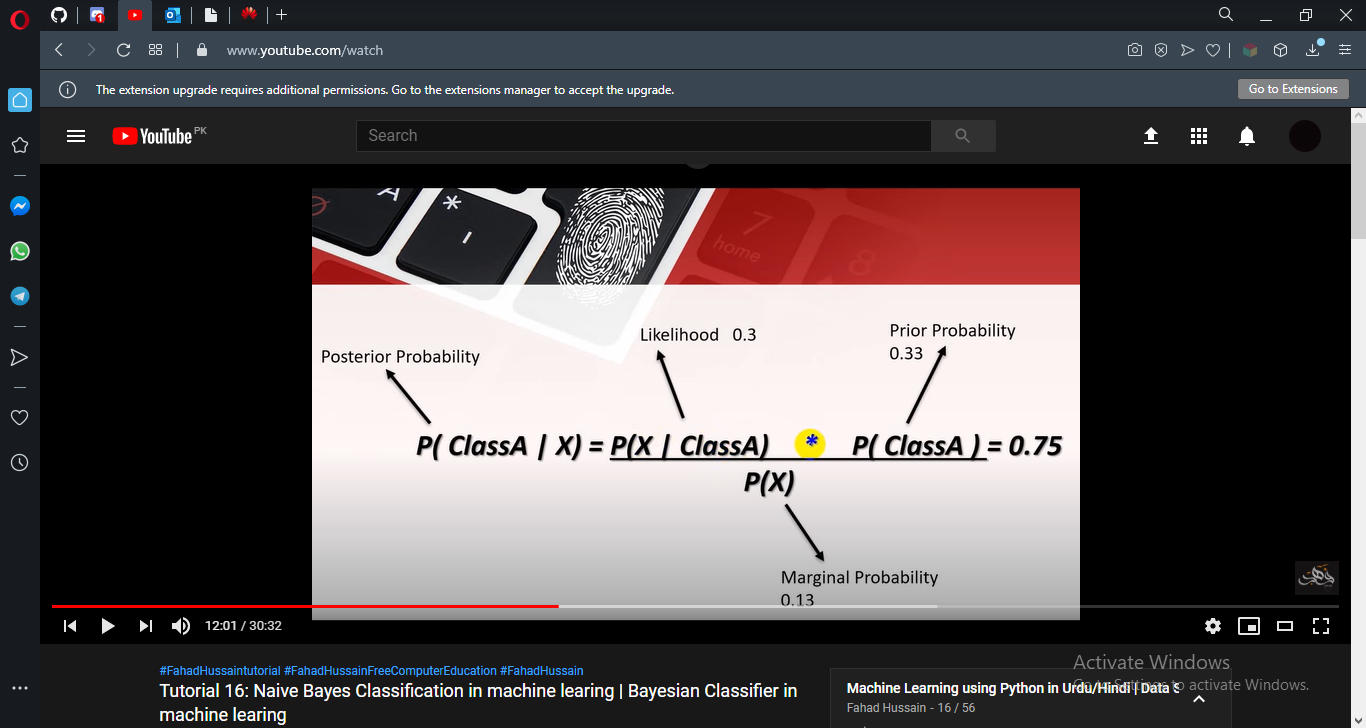 1
www.youtube.com/watch
The extension upgrade requires additional permissions. Go to the extensions manager to accept the upgrade.
Go to Extensions
YouTube PK
Search
A
*
7
home
8
Likelihood 0.3
Prior Probability
0.33
Posterior Probability
P( ClassA | X) = P(X | ClassA) * P( ClassA ) = 0.75
P(X)
Marginal Probability
0.13
12:01 / 30:32
#FahadHussaintutorial #FahadHussainFreeComputerEducation #FahadHussain
Tutorial 16: Naive Bayes Classification in machine learing | Bayesian Classifier in
machine learing
Machine Learning using Python in Urdu/Hindi | Data S
Fahad Hussain - 16 / 56
Activate Windows
Go to Settings to activate Windows.